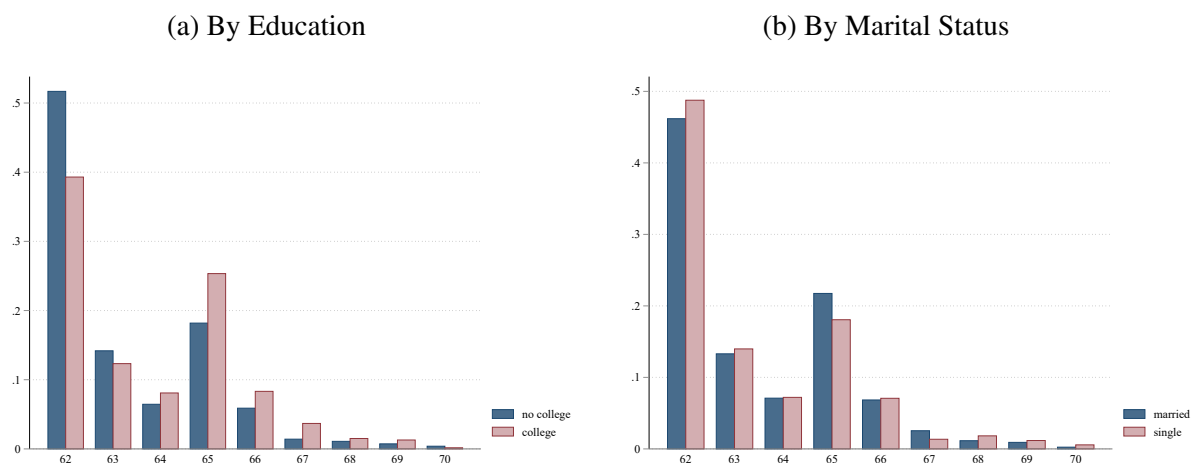 (a) By Education
.5
.4
.3
.2
.1
0
62 63 64 65 66 67 68 69 70
no college
college
(b) By Marital Status
.5
.4
.3
.2
.1
0
62 63 64 65 66 67 68 69 70
married
single